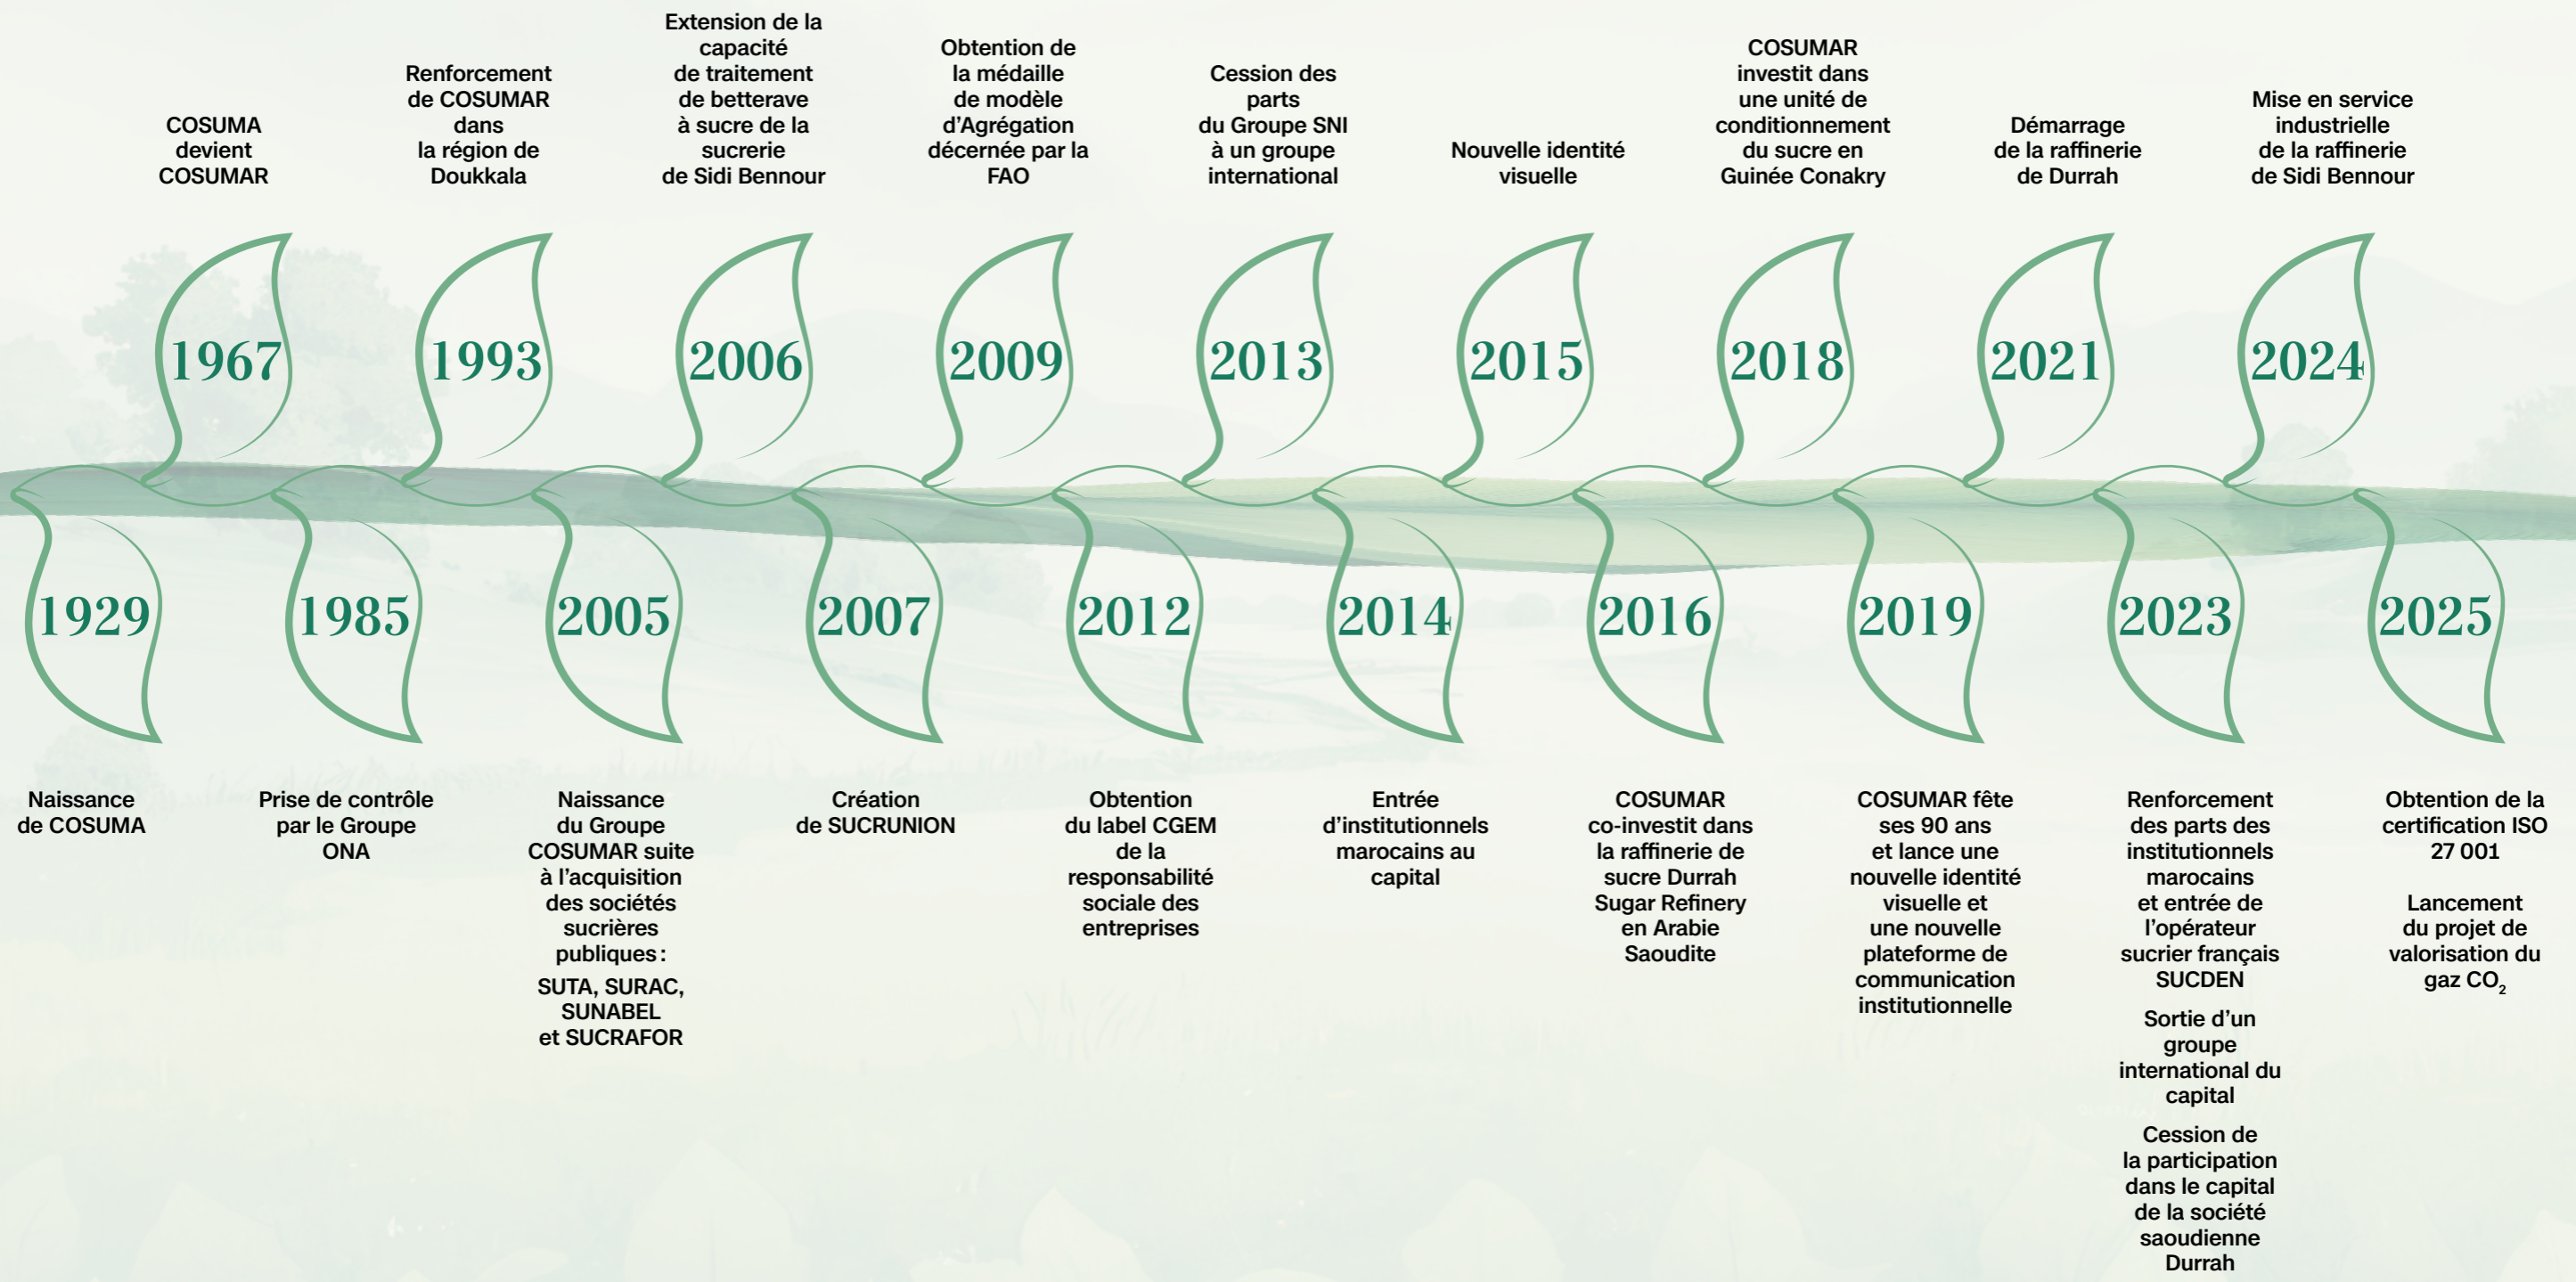 COSUMA
devient
COSUMAR
1967
Renforcement
de COSUMAR
dans
la région de
Doukkala
1993
Extension de la
capacité
de traitement
de betterave
à sucre de la
sucrerie
de Sidi Bennour
2006
Obtention de
la médaille
de modèle
d’Agrégation
décernée par la
FAO
2009
Cession des
parts
du Groupe SNI
à un groupe
international
2013
Nouvelle identité
visuelle
2015
COSUMAR
investit dans
une unité de
conditionnement
du sucre en
Guinée Conakry
2018
Démarrage
de la raffinerie
de Durrah
2021
Mise en service
industrielle
de la raffinerie
de Sidi Bennour
2024
1929
Naissance
de COSUMA
1985
Prise de contrôle
par le Groupe
ONA
2005
Naissance
du Groupe
COSUMAR suite
à l’acquisition
des sociétés
sucrières
publiques :
SUTA, SURAC,
SUNABEL
et SUCRAFOR
2007
Création
de SUCRUNION
2012
Obtention
du label CGEM
de la
responsabilité
sociale des
entreprises
2014
Entrée
d’institutionnels
marocains au
capital
2016
COSUMAR
co-investit dans
la raffinerie de
sucre Durrah
Sugar Refinery
en Arabie
Saoudite
2019
COSUMAR fête
ses 90 ans
et lance une
nouvelle identité
visuelle et
une nouvelle
plateforme de
communication
institutionnelle
2023
Renforcement
des parts des
institutionnels
marocains
et entrée de
l’opérateur
sucrier français
SUCDEN
Sortie d’un
groupe
international du
capital
Cession de
la participation
dans le capital
de la société
saoudienne
Durrah
2025
Obtention de la
certification ISO
27 001
Lancement
du projet de
valorisation du
gaz CO₂